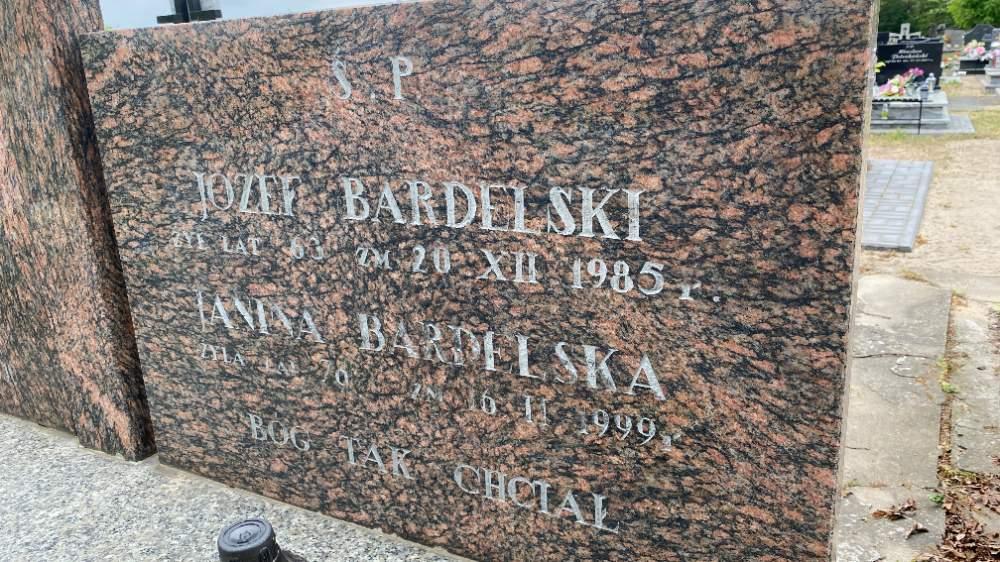 Ś.P
JÓZEF BARDELSKI
ŻYŁ LAT 63 ZM 20 XII 1985 r.
JANINA BARDELSKA
ŻYŁA LAT 70 ZM 16 II 1999 r
BÓG TAK CHCIAŁ